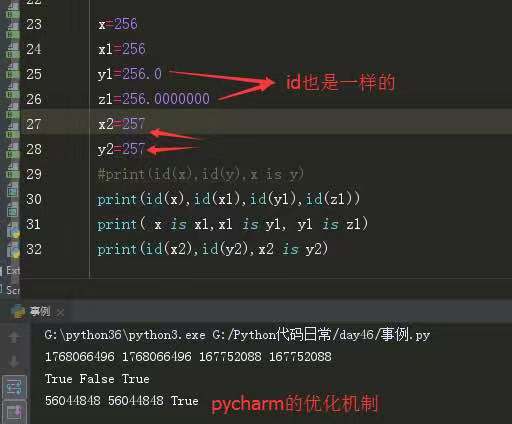 22
23 x=256
24 x1=256
25 y1=256.0
26 z1=256.0000000
id也是一样的
27 x2=257
28 y2=257
29 #print(id(x),id(y),x is y)
30 print(id(x),id(x1),id(y1),id(z1))
31 print( x is x1,x1 is y1, y1 is z1)
32 print(id(x2),id(y2),x2 is y2)
Ext
Scr
事例
G:\python36\python3.exe G:/Python代码日常/day46/事例.py
1768066496 1768066496 167752088 167752088
True False True
56044848 56044848 True
pycharm的优化机制